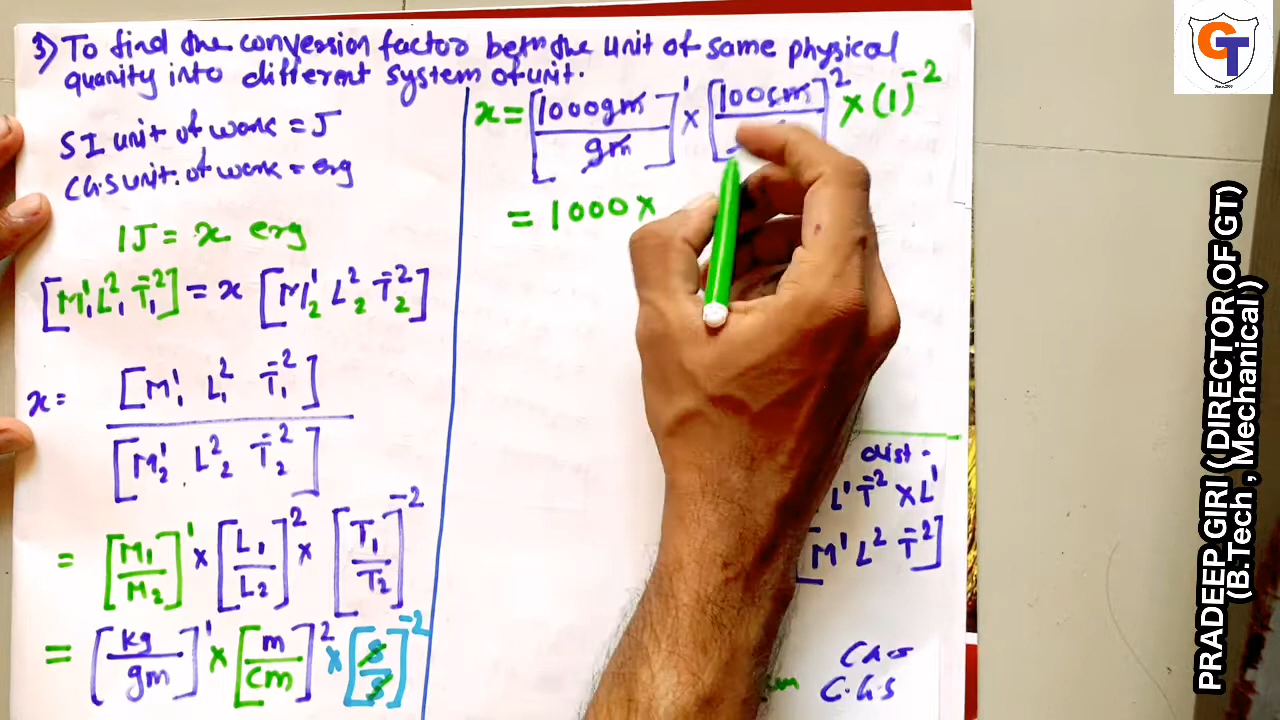 3) To find the conversion factor betn the unit of same physical
quanity into different system of unit.
SI unit of work = J
C.G.S unit. of work = erg
1J = x erg
[M₁¹ L₁² T₁⁻²] = x [M₂¹ L₂² T₂⁻²]
x = [M₁¹ L₁² T₁⁻²] / [M₂¹ L₂² T₂⁻²]
= [M₁/M₂]¹ × [L₁/L₂]² × [T₁/T₂]⁻²
= [kg/gm]¹ × [m/cm]² × [s/s]⁻²
x = [1000gm/gm]¹ × [100cm/]² × (1)⁻²
= 1000 ×
dist.
L¹ T⁻² × L¹
[M¹ L² T⁻²]
C.G.S
GT
PRADEEP GIRI ( DIRECTOR OF GT)
(B.Tech , Mechanical )